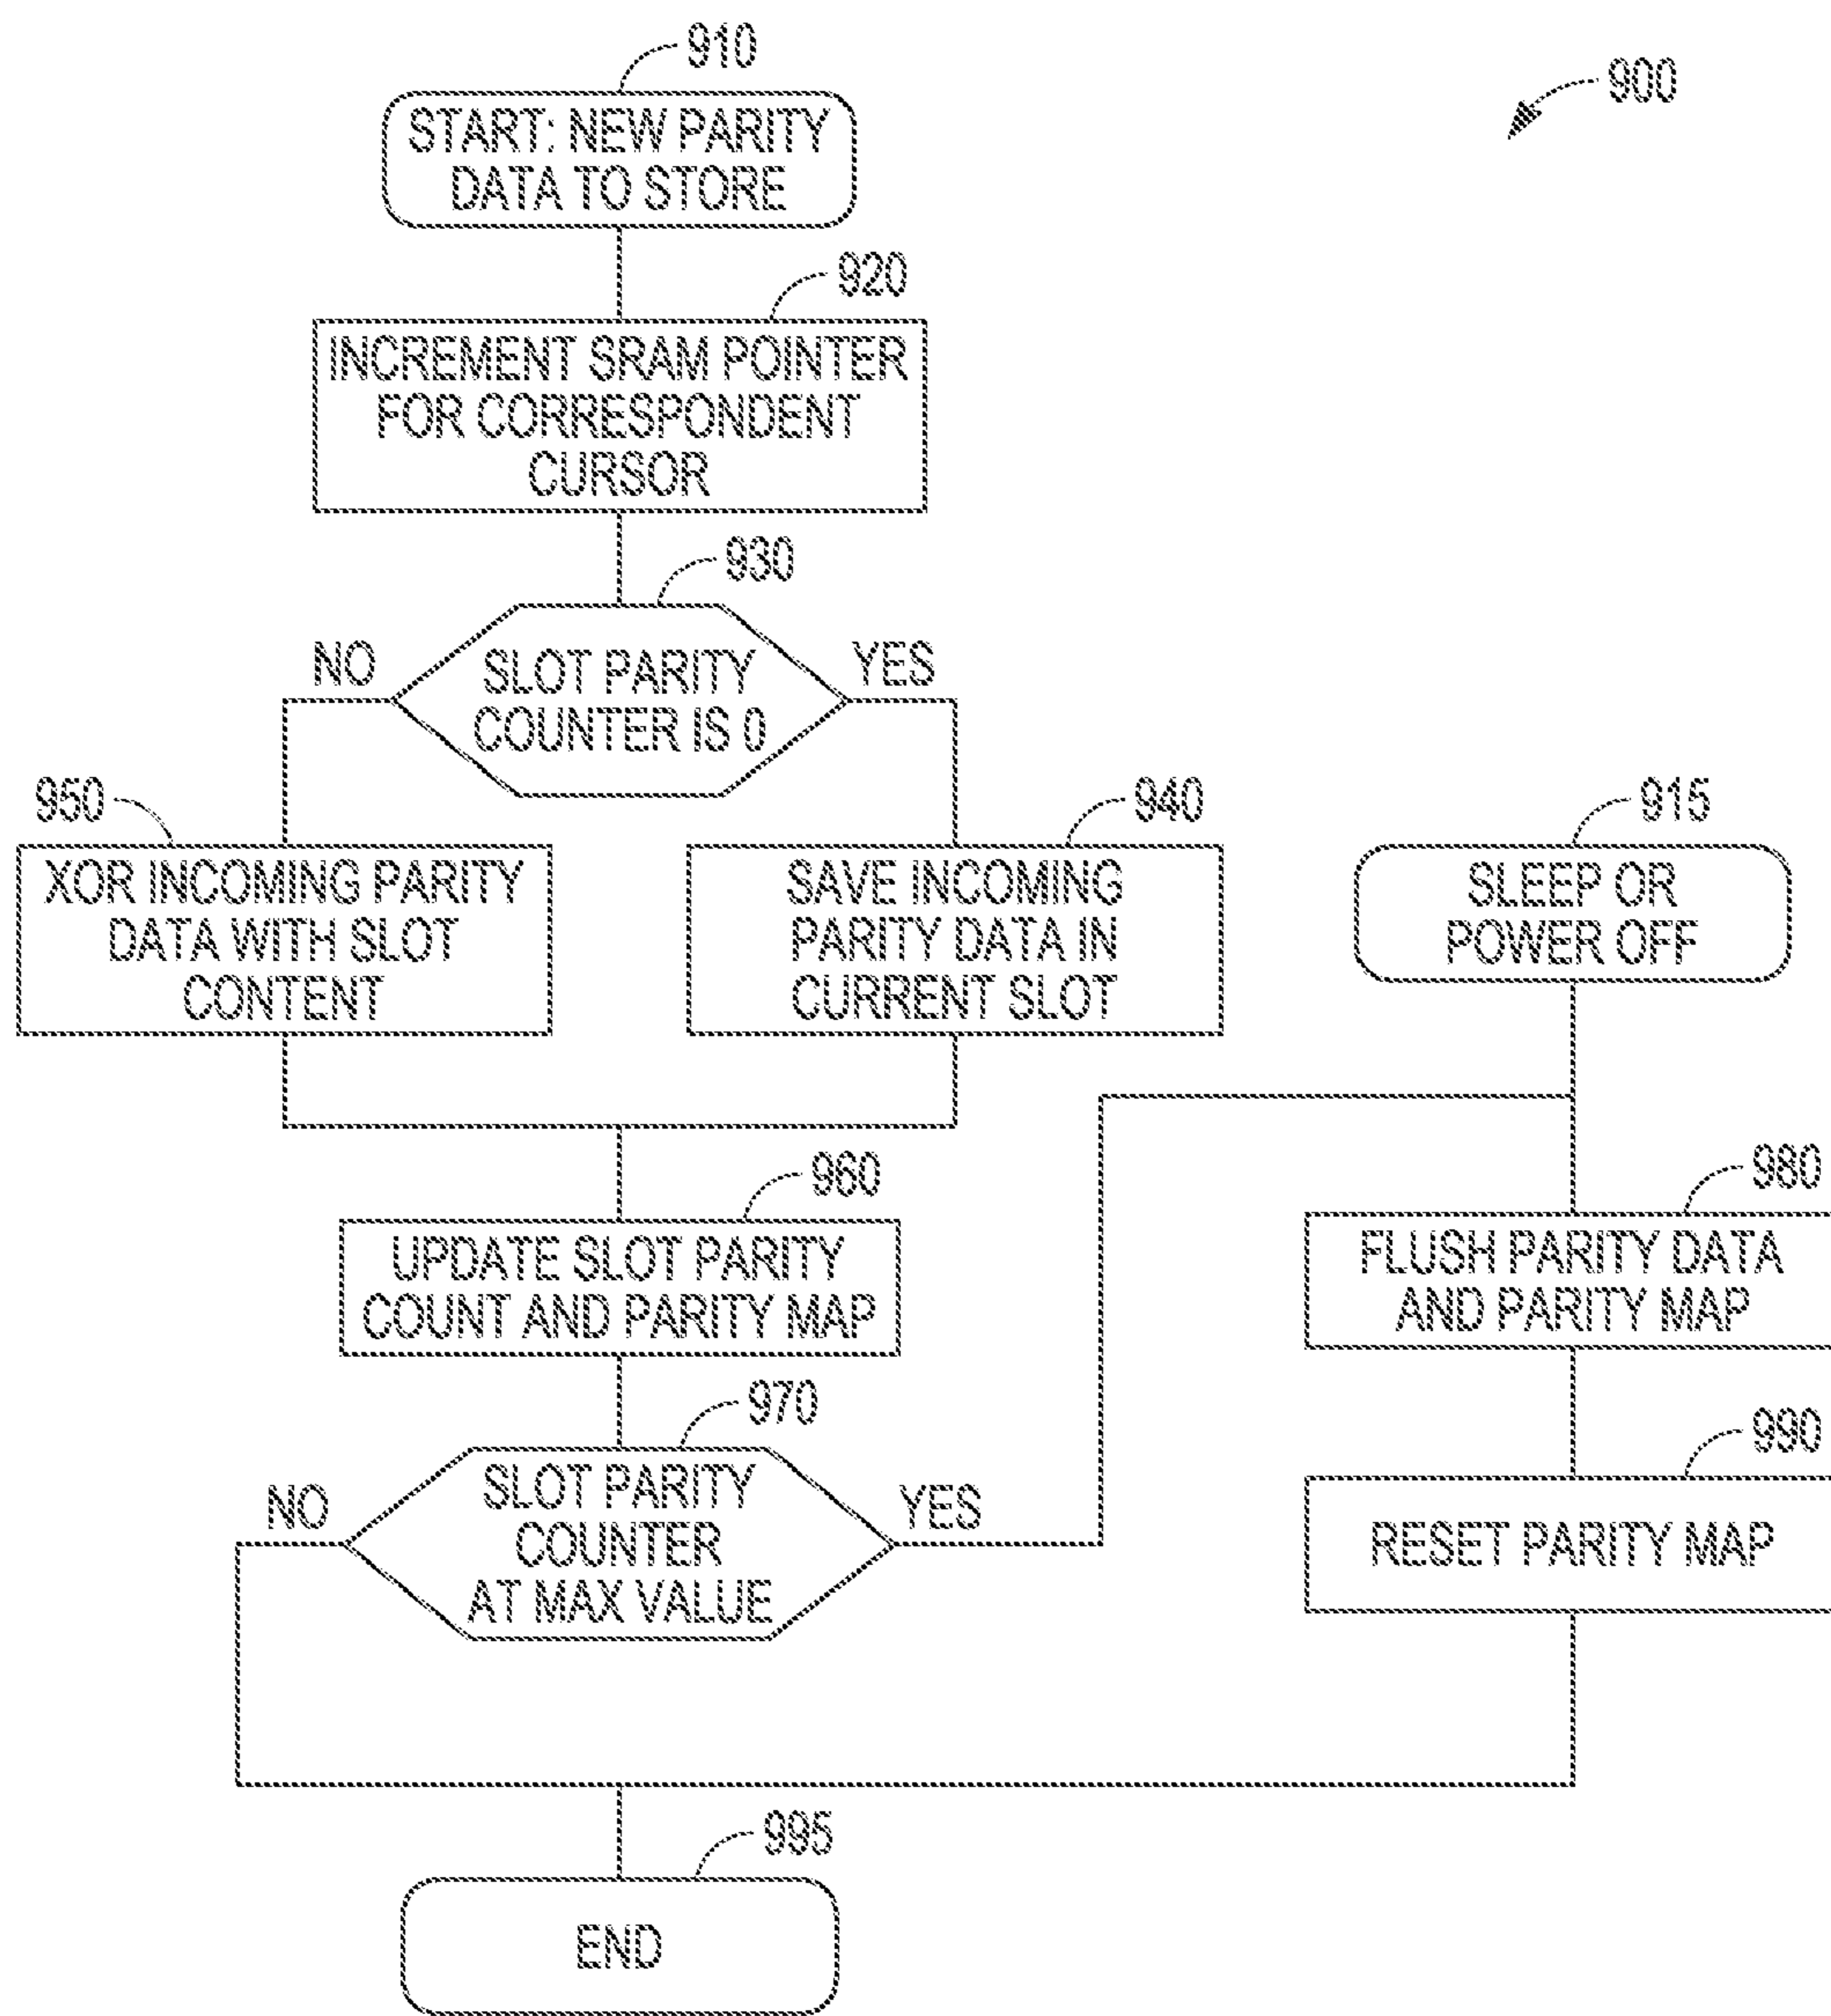 910
900
START: NEW PARITY
DATA TO STORE
920
INCREMENT SRAM POINTER
FOR CORRESPONDENT
CURSOR
930
NO
YES
SLOT PARITY
COUNTER IS 0
950
940
915
XOR INCOMING PARITY
DATA WITH SLOT
CONTENT
SAVE INCOMING
PARITY DATA IN
CURRENT SLOT
SLEEP OR
POWER OFF
960
980
UPDATE SLOT PARITY
COUNT AND PARITY MAP
FLUSH PARITY DATA
AND PARITY MAP
970
990
NO
YES
SLOT PARITY
COUNTER
AT MAX VALUE
RESET PARITY MAP
995
END